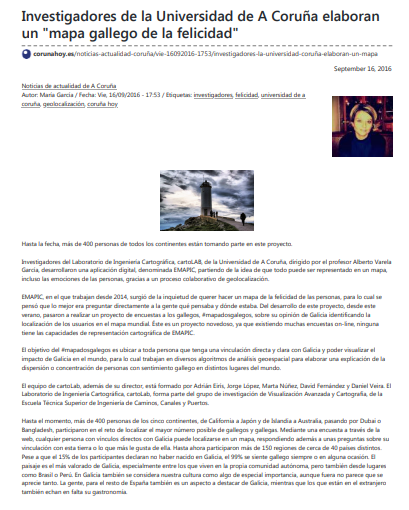 Investigadores de la Universidad de A Coruña elaboran
un "mapa gallego de la felicidad"
corunahoy.es/noticias-actualidad-coruña/vie-16092016-1753/investigadores-la-universidad-coruña-elaboran-un-mapa
September 16, 2016
Noticias de actualidad de A Coruña
Autor: María García / Fecha: Vie, 16/09/2016 - 17:53 / Etiquetas: investigadores, felicidad, universidad de a
coruña, geolocalización, coruña hoy
Hasta la fecha, más de 400 personas de todos los continentes están tomando parte en este proyecto.
Investigadores del Laboratorio de Ingeniería Cartográfica, cartoLAB, de la Universidad de A Coruña, dirigido por el profesor Alberto Varela
García, desarrollaron una aplicación digital, denominada EMAPIC, partiendo de la idea de que todo puede ser representado en un mapa,
incluso las emociones de las personas, gracias a un proceso colaborativo de geolocalización.
EMAPIC, en el que trabajan desde 2014, surgió de la inquietud de querer hacer un mapa de la felicidad de las personas, para lo cual se
pensó que lo mejor era preguntar directamente a la gente qué pensaba y dónde estaba. Del desarrollo de este proyecto, desde este
verano, pasaron a realizar un proyecto de encuestas a los gallegos, #mapadosgalegos, sobre su opinión de Galicia identificando la
localización de los usuarios en el mapa mundial. Éste es un proyecto novedoso, ya que existiendo muchas encuestas on-line, ninguna
tiene las capacidades de representación cartográfica de EMAPIC.
El objetivo del #mapadosgalegos es ubicar a toda persona que tenga una vinculación directa y clara con Galicia y poder visualizar el
impacto de Galicia en el mundo, para lo cual trabajan en diversos algoritmos de análisis geoespacial para elaborar una explicación de la
dispersión o concentración de personas con sentimiento gallego en distintos lugares del mundo.
El equipo de cartoLab, además de su director, está formado por Adrián Eiris, Jorge López, Marta Núñez, David Fernández y Daniel Vieira. El
Laboratorio de Ingeniería Cartográfica, cartoLab, forma parte del grupo de investigación de Visualización Avanzada y Cartografía, de la
Escuela Técnica Superior de Ingeniería de Caminos, Canales y Puertos.
Hasta el momento, más de 400 personas de los cinco continentes, de California a Japón y de Islandia a Australia, pasando por Dubai o
Bangladesh, participaron en el reto de localizar el mayor número posible de gallegos y gallegas. Mediante una encuesta a través de la
web, cualquier persona con vínculos directos con Galicia puede localizarse en un mapa, respondiendo además a unas preguntas sobre su
vinculación con esta tierra o lo que más le gusta de ella. Hasta ahora participaron más de 150 regiones de cerca de 40 países distintos.
Pese a que el 15% de los participantes declaran no haber nacido en Galicia, el 99% se siente gallego siempre o en alguna ocasión. El
paisaje es el más valorado de Galicia, especialmente entre los que viven en la propia comunidad autónoma, pero también desde lugares
como Brasil o Perú. En Galicia también se considera nuestra cultura como algo de especial importancia, aunque fuera no parece que se
aprecie tanto. La gente, para el resto de España también es un aspecto a destacar de Galicia, mientras que los que están en el extranjero
también echan en falta su gastronomía.